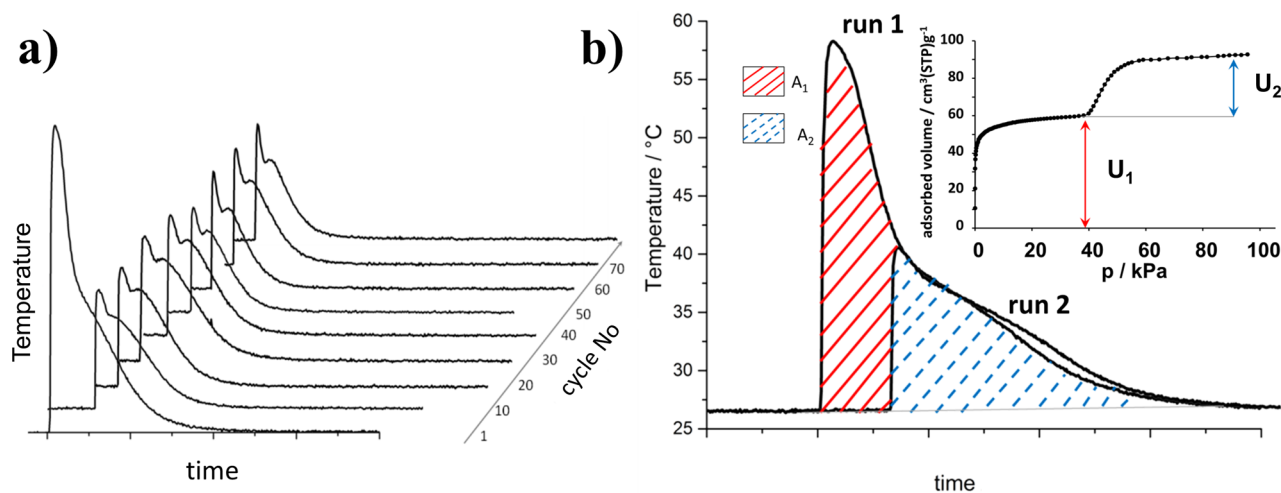 a)
Temperature
time
1
10
20
30
40
50
60
70
cycle No
b)
run 1
A1
A2
run 2
Temperature / °C
60
55
50
45
40
35
30
25
time
adsorbed volume / cm³(STP)g⁻¹
100
80
60
40
20
0
U₁
U₂
0
20
40
60
80
100
p / kPa